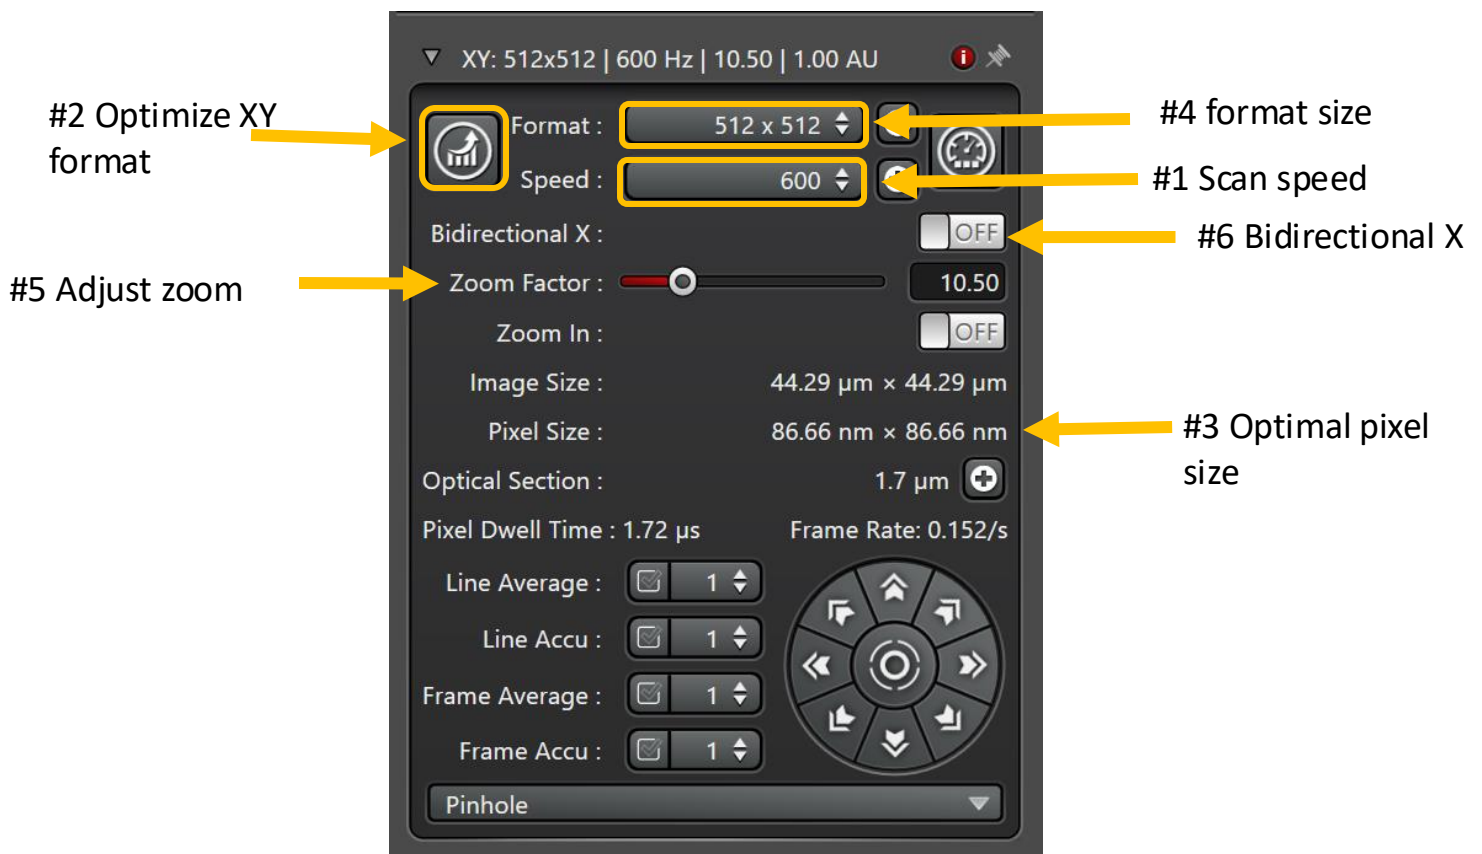 XY: 512x512 | 600 Hz | 10.50 | 1.00 AU
#2 Optimize XY
format
Format :
512 x 512
#4 format size
Speed :
600
#1 Scan speed
Bidirectional X :
OFF
#6 Bidirectional X
#5 Adjust zoom
Zoom Factor :
10.50
Zoom In :
OFF
Image Size :
44.29 µm × 44.29 µm
Pixel Size :
86.66 nm × 86.66 nm
#3 Optimal pixel
size
Optical Section :
1.7 µm
Pixel Dwell Time : 1.72 µs
Frame Rate: 0.152/s
Line Average :
1
Line Accu :
1
Frame Average :
1
Frame Accu :
1
Pinhole